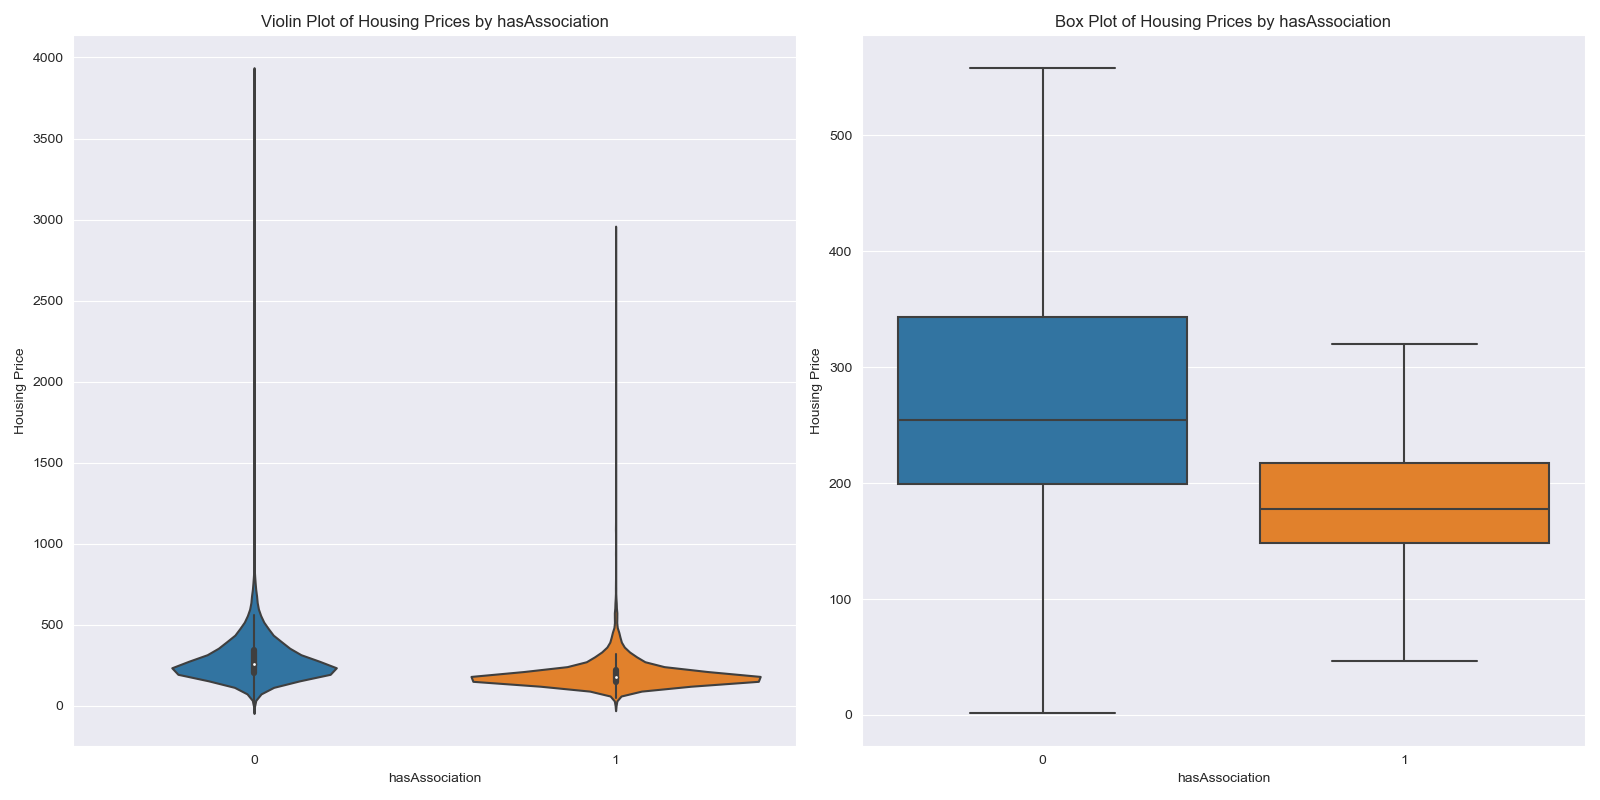 Violin Plot of Housing Prices by hasAssociation
4000
3500
3000
2500
2000
1500
1000
500
0
Housing Price
0 1
hasAssociation
Box Plot of Housing Prices by hasAssociation
500
400
300
200
100
0
Housing Price
0 1
hasAssociation